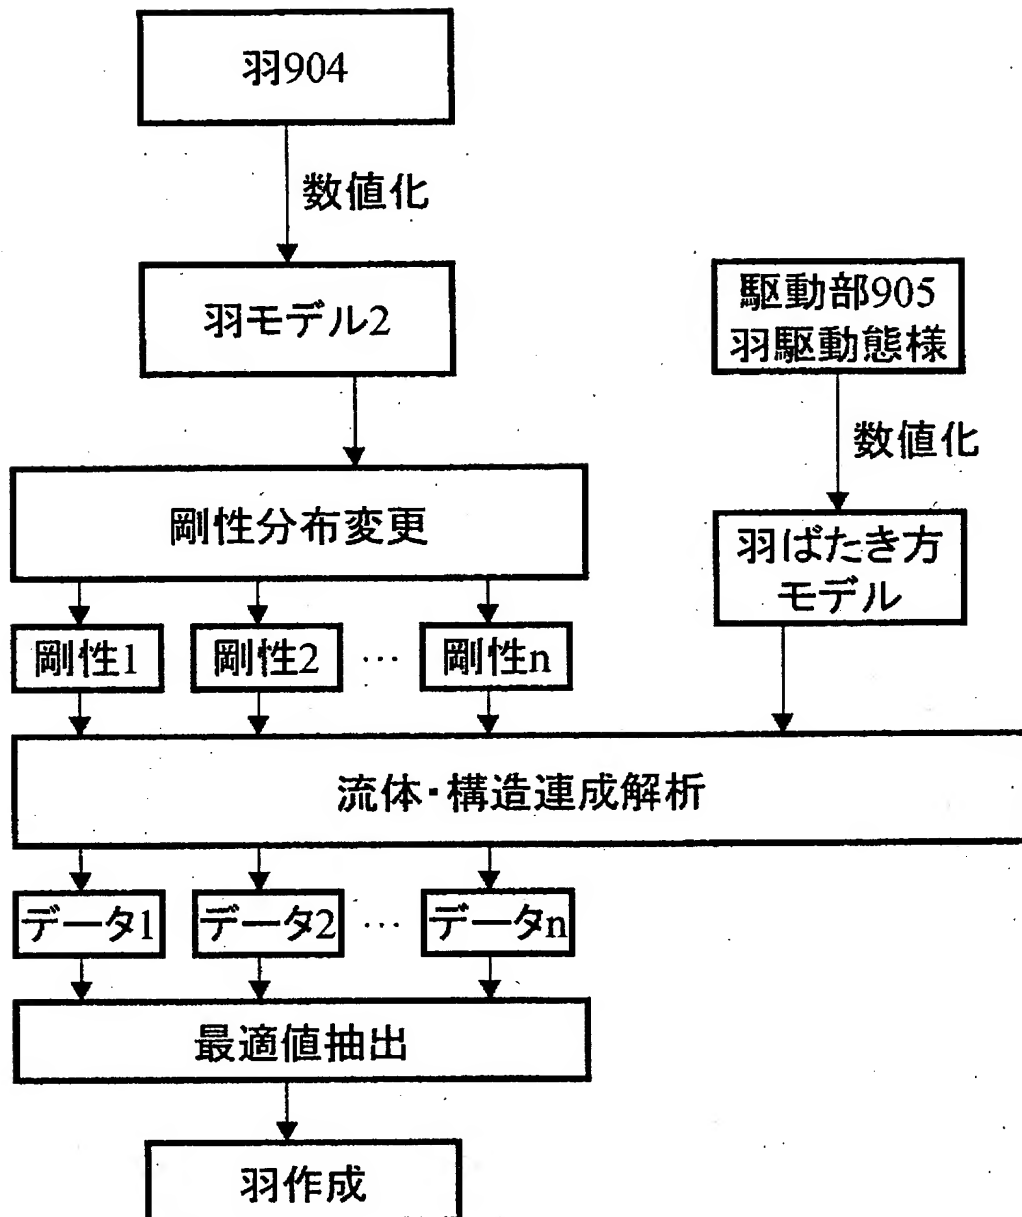 羽904
数値化
羽モデル2
駆動部905
羽駆動態様
数値化
剛性分布変更
羽ばたき方
モデル
剛性1
剛性2
…
剛性n
流体・構造連成解析
データ1
データ2
…
データn
最適値抽出
羽作成